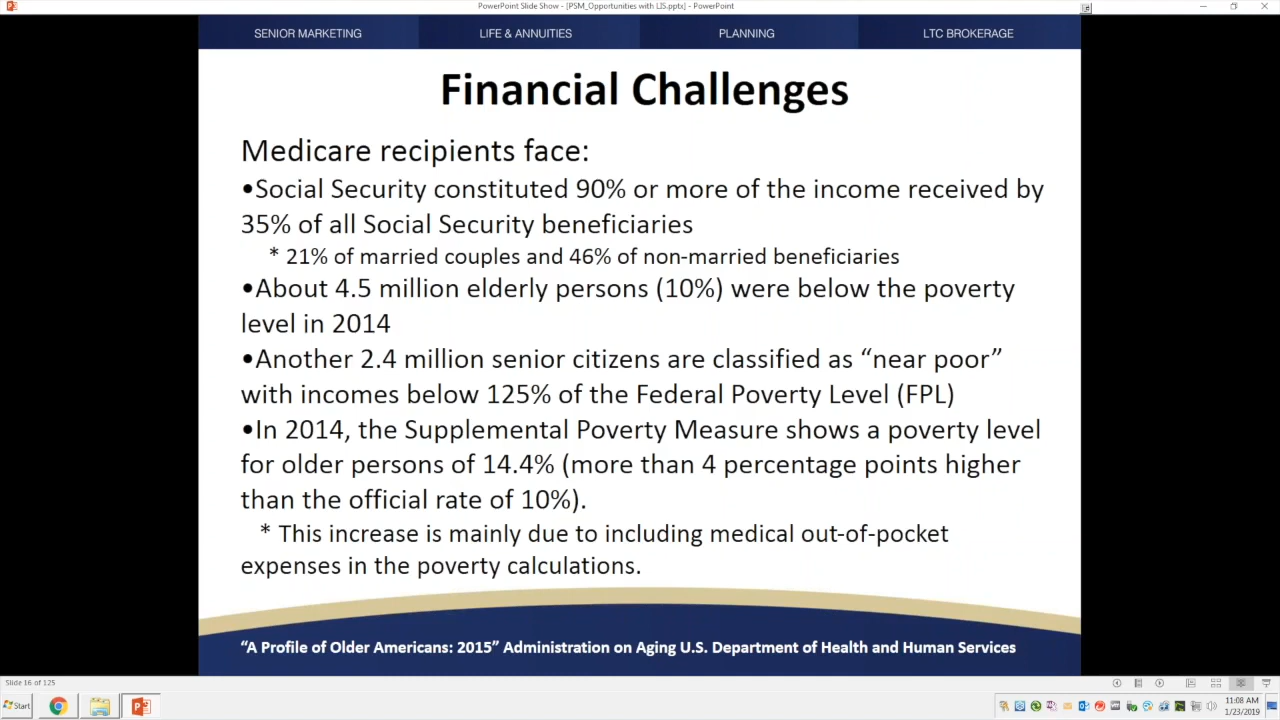 PowerPoint Slide Show - [PSM_Opportunities with LIS.pptx] - PowerPoint
SENIOR MARKETING
LIFE & ANNUITIES
PLANNING
LTC BROKERAGE
Financial Challenges
Medicare recipients face:
•Social Security constituted 90% or more of the income received by
35% of all Social Security beneficiaries
* 21% of married couples and 46% of non-married beneficiaries
•About 4.5 million elderly persons (10%) were below the poverty
level in 2014
•Another 2.4 million senior citizens are classified as “near poor”
with incomes below 125% of the Federal Poverty Level (FPL)
•In 2014, the Supplemental Poverty Measure shows a poverty level
for older persons of 14.4% (more than 4 percentage points higher
than the official rate of 10%).
* This increase is mainly due to including medical out-of-pocket
expenses in the poverty calculations.
“A Profile of Older Americans: 2015” Administration on Aging U.S. Department of Health and Human Services
Slide 16 of 125
Start
11:08 AM
1/23/2019